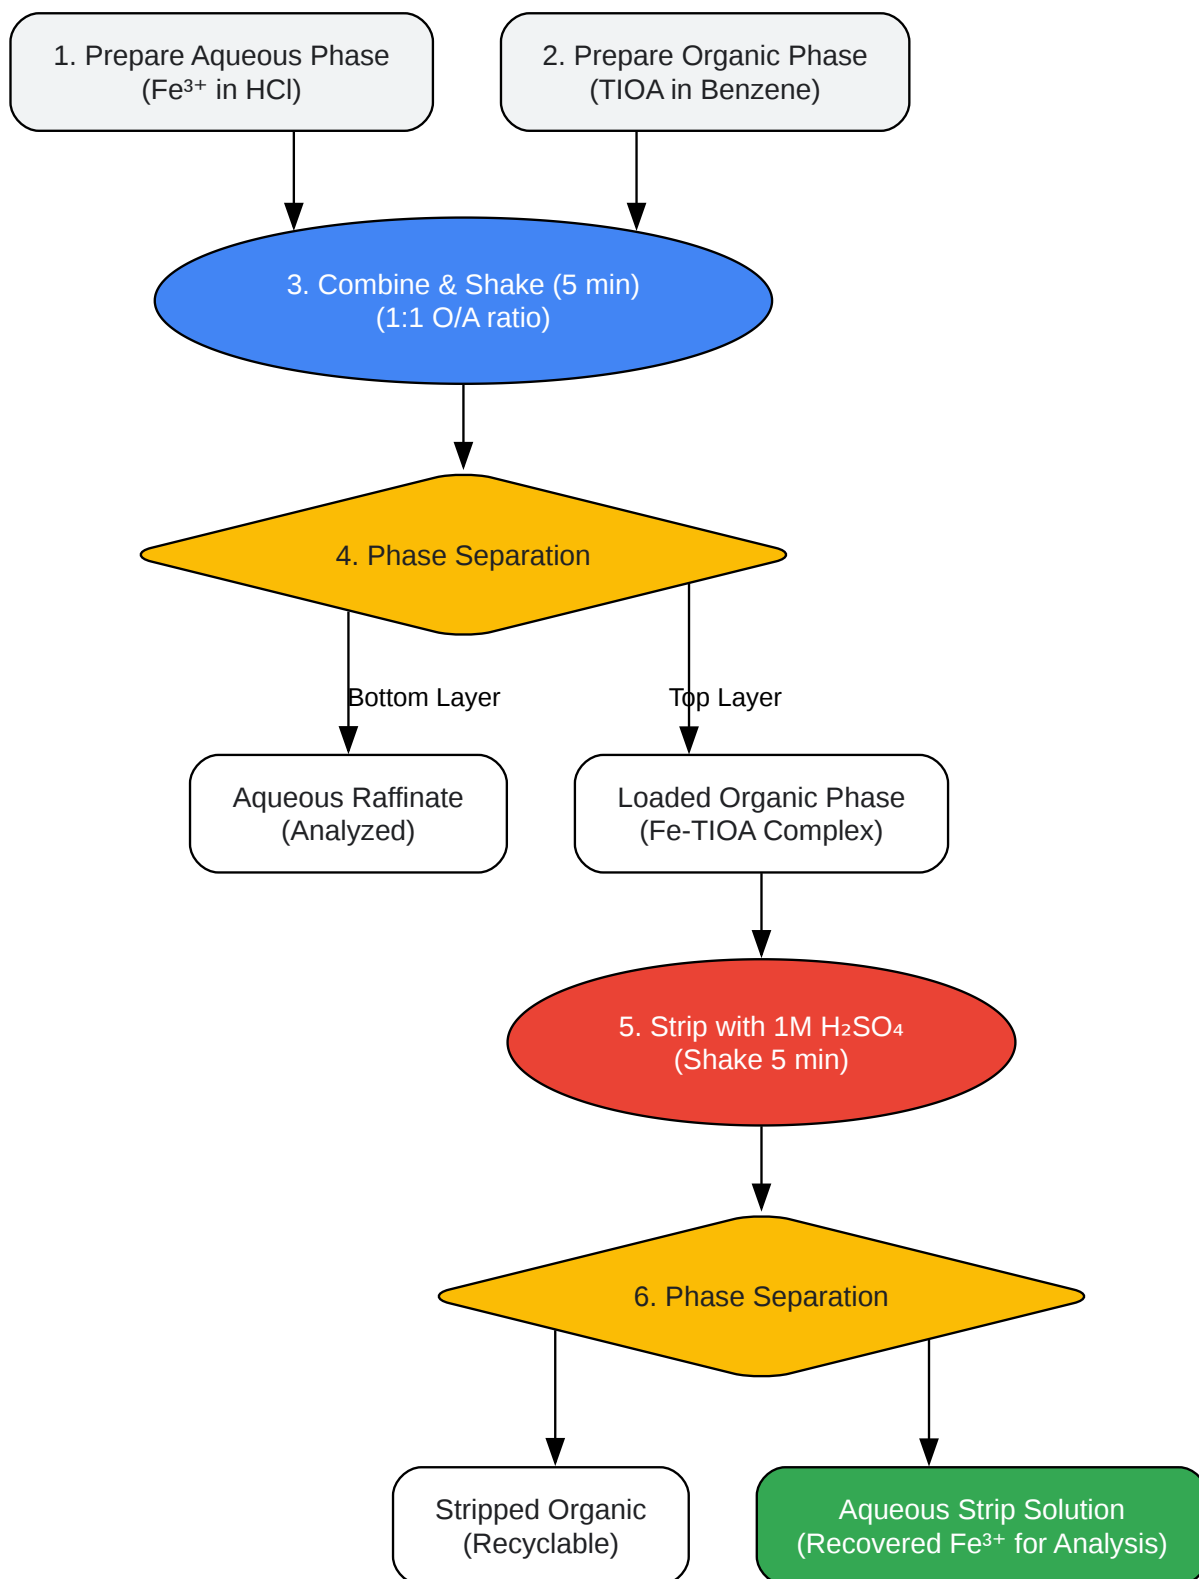 1. Prepare Aqueous Phase
(Fe³⁺ in HCl)
2. Prepare Organic Phase
(TIOA in Benzene)
3. Combine & Shake (5 min)
(1:1 O/A ratio)
4. Phase Separation
Bottom Layer
Top Layer
Aqueous Raffinate
(Analyzed)
Loaded Organic Phase
(Fe-TIOA Complex)
5. Strip with 1M H₂SO₄
(Shake 5 min)
6. Phase Separation
Stripped Organic
(Recyclable)
Aqueous Strip Solution
(Recovered Fe³⁺ for Analysis)